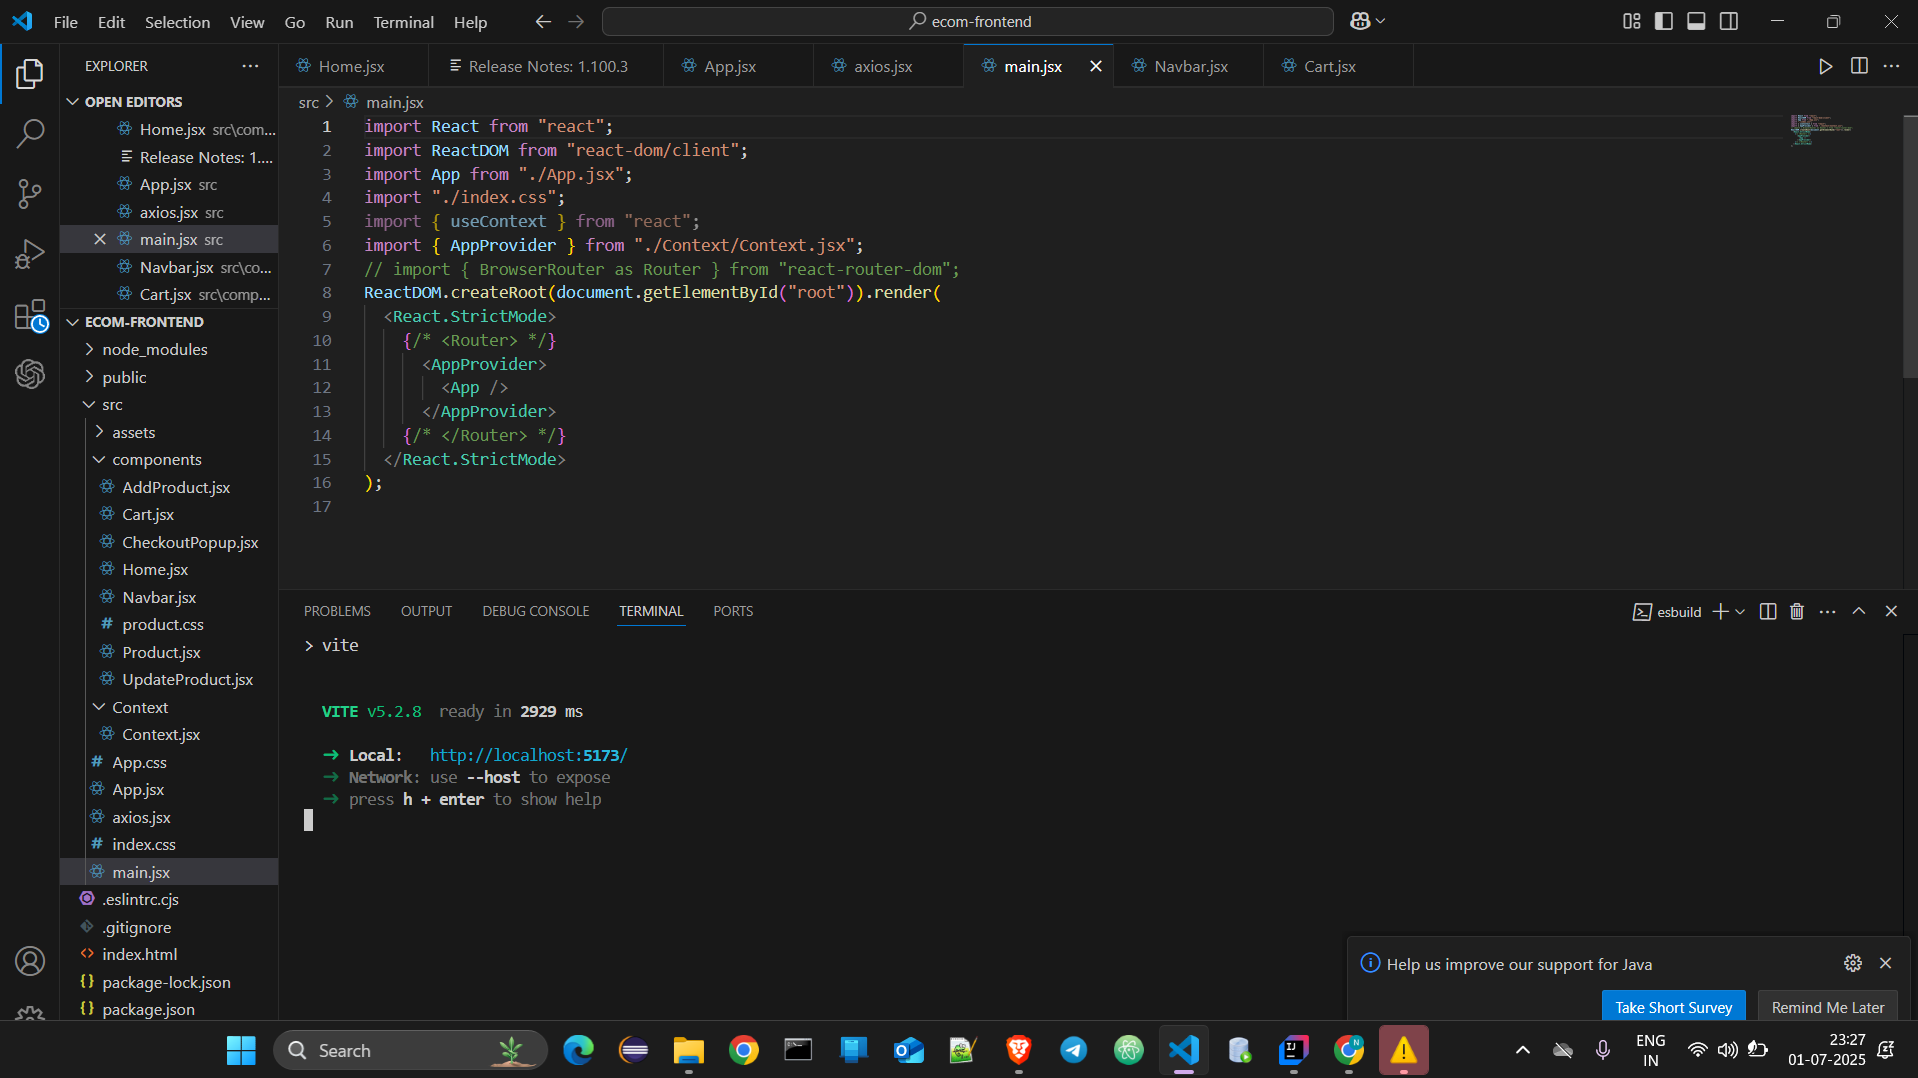 File Edit Selection View Go Run Terminal Help
ecom-frontend
EXPLORER
OPEN EDITORS
Home.jsx src\com...
Release Notes: 1....
App.jsx src
axios.jsx src
main.jsx src
Navbar.jsx src\co...
Cart.jsx src\comp...
ECOM-FRONTEND
node_modules
public
src
assets
components
AddProduct.jsx
Cart.jsx
CheckoutPopup.jsx
Home.jsx
Navbar.jsx
product.css
Product.jsx
UpdateProduct.jsx
Context
Context.jsx
App.css
App.jsx
axios.jsx
index.css
main.jsx
.eslintrc.cjs
.gitignore
index.html
package-lock.json
package.json
Home.jsx Release Notes: 1.100.3 App.jsx axios.jsx main.jsx Navbar.jsx Cart.jsx
src > main.jsx
1 import React from "react";
2 import ReactDOM from "react-dom/client";
3 import App from "./App.jsx";
4 import "./index.css";
5 import { useContext } from "react";
6 import { AppProvider } from "./Context/Context.jsx";
7 // import { BrowserRouter as Router } from "react-router-dom";
8 ReactDOM.createRoot(document.getElementById("root")).render(
9 <React.StrictMode>
10 {/* <Router> */}
11 <AppProvider>
12 <App />
13 </AppProvider>
14 {/* </Router> */}
15 </React.StrictMode>
16 );
17
PROBLEMS OUTPUT DEBUG CONSOLE TERMINAL PORTS
esbuild
> vite
VITE v5.2.8 ready in 2929 ms
➜ Local: http://localhost:5173/
➜ Network: use --host to expose
➜ press h + enter to show help
Help us improve our support for Java
Take Short Survey Remind Me Later
Search
ENG
IN
23:27
01-07-2025